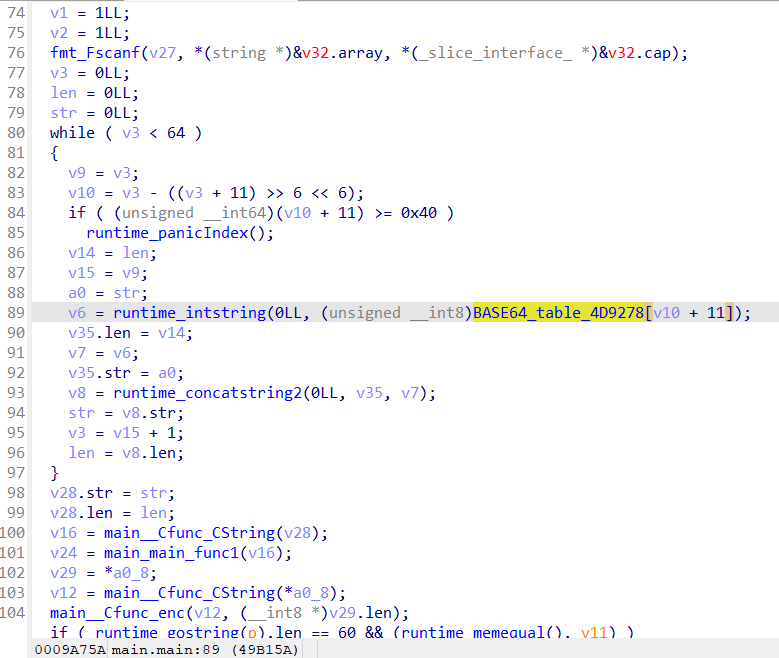 74 v1 = 1LL;
75 v2 = 1LL;
76 fmt_Fscanf(v27, *(string *)&v32.array, *(_slice_interface_ *)&v32.cap);
77 v3 = 0LL;
78 len = 0LL;
79 str = 0LL;
80 while ( v3 < 64 )
81 {
82 v9 = v3;
83 v10 = v3 - ((v3 + 11) >> 6 << 6);
84 if ( (unsigned __int64)(v10 + 11) >= 0x40 )
85 runtime_panicIndex();
86 v14 = len;
87 v15 = v9;
88 a0 = str;
89 v6 = runtime_intstring(0LL, (unsigned __int8)BASE64_table_4D9278[v10 + 11]);
90 v35.len = v14;
91 v7 = v6;
92 v35.str = a0;
93 v8 = runtime_concatstring2(0LL, v35, v7);
94 str = v8.str;
95 v3 = v15 + 1;
96 len = v8.len;
97 }
98 v28.str = str;
99 v28.len = len;
100 v16 = main__Cfunc_CString(v28);
101 v24 = main_main_func1(v16);
102 v29 = *a0_8;
103 v12 = main__Cfunc_CString(*a0_8);
104 main__Cfunc_enc(v12, (__int8 *)v29.len);
if ( runtime_gostring(p).len == 60 && (runtime_memequal(), v11) )
0009A75A main.main:89 (49B15A)